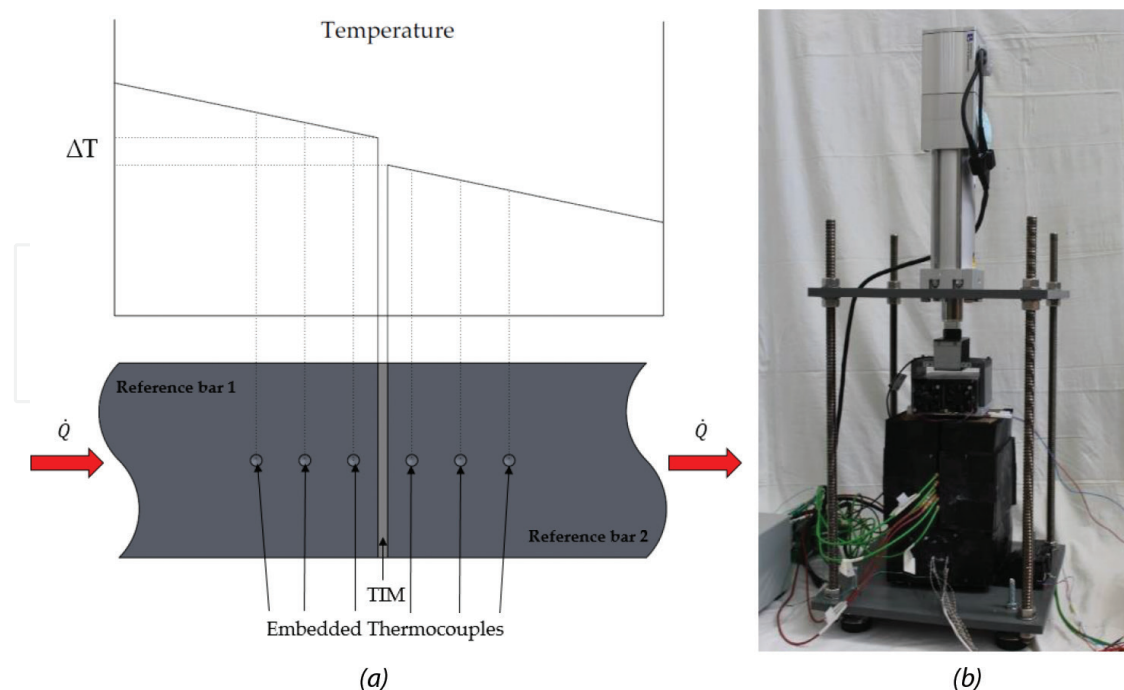 Temperature
ΔT
Reference bar 1
Q̇
Q̇
Reference bar 2
TIM
Embedded Thermocouples
(a)
(b)